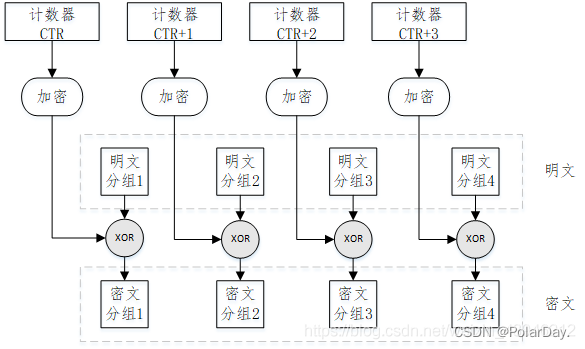 计数器 计数器 计数器 计数器
CTR CTR+1 CTR+2 CTR+3
加密 加密 加密 加密
明文 明文 明文 明文
分组1 分组2 分组3 分组4
明文
XOR XOR XOR XOR
密文 密文 密文 密文
分组1 分组2 分组3 分组4
密文
https://blog.csdn.net/
CSDN @PolarDay.